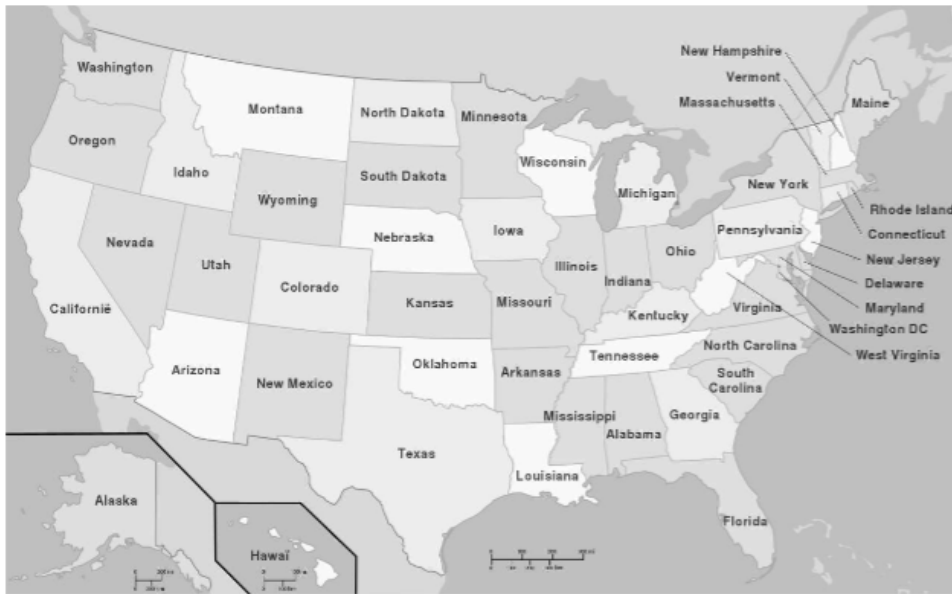 New Hampshire
Vermont
Massachusetts
Maine
Washington
Montana
North Dakota
Minnesota
Oregon
Idaho
Wisconsin
South Dakota
Wyoming
Michigan
New York
Rhode Island
Connecticut
Nebraska
Iowa
Pennsylvania
New Jersey
Nevada
Utah
Colorado
Illinois
Indiana
Ohio
Delaware
Californië
Kansas
Missouri
Kentucky
Virginia
Maryland
Washington DC
West Virginia
Arizona
New Mexico
Oklahoma
Arkansas
Tennessee
North Carolina
South
Carolina
Mississippi
Alabama
Georgia
Texas
Louisiana
Florida
Alaska
Hawaï